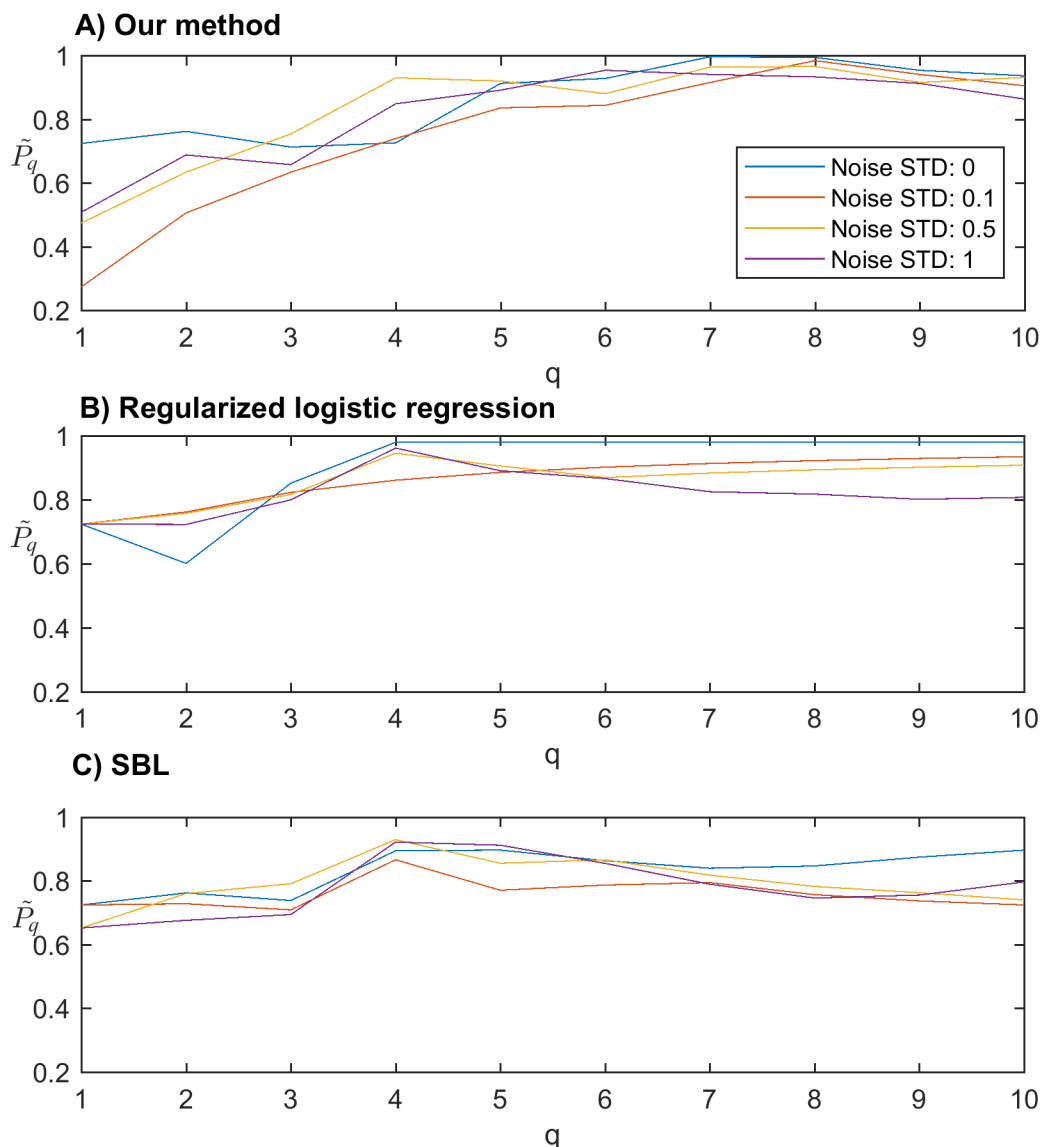 A) Our method
1
0.8
P̃q
0.6
0.4
0.2
Noise STD: 0
Noise STD: 0.1
Noise STD: 0.5
Noise STD: 1
1 2 3 4 5 6 7 8 9 10
q
B) Regularized logistic regression
1
0.8
P̃q
0.6
0.4
0.2
1 2 3 4 5 6 7 8 9 10
q
C) SBL
1
0.8
P̃q
0.6
0.4
0.2
1 2 3 4 5 6 7 8 9 10
q